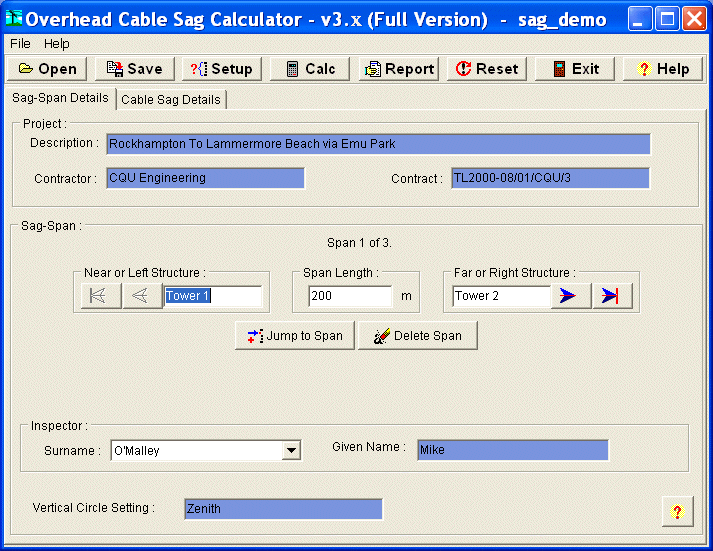 Overhead Cable Sag Calculator - v3.x (Full Version) - sag_demo
File Help
Open Save ?{} Setup Calc Report Reset Exit ? Help
Sag-Span Details Cable Sag Details
Project :
Description : Rockhampton To Lammermore Beach via Emu Park
Contractor : CQU Engineering Contract : TL2000-08/01/CQU/3
Sag-Span :
Span 1 of 3.
Near or Left Structure : Span Length : Far or Right Structure :
Tower 1 200 m Tower 2
Jump to Span Delete Span
Inspector :
Surname : O'Malley Given Name : Mike
Vertical Circle Setting : Zenith ?